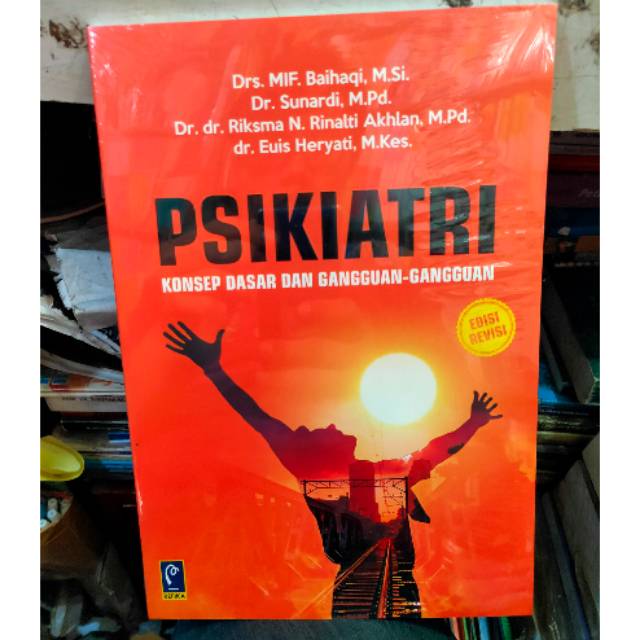 Drs. MIF. Baihaqi, M.Si.
Dr. Sunardi, M.Pd.
Dr. dr. Riksma N. Rinalti Akhlan, M.Pd.
dr. Euis Heryati, M.Kes.
PSIKIATRI
KONSEP DASAR DAN GANGGUAN-GANGGUAN
EDISI
REVISI
REFIKA